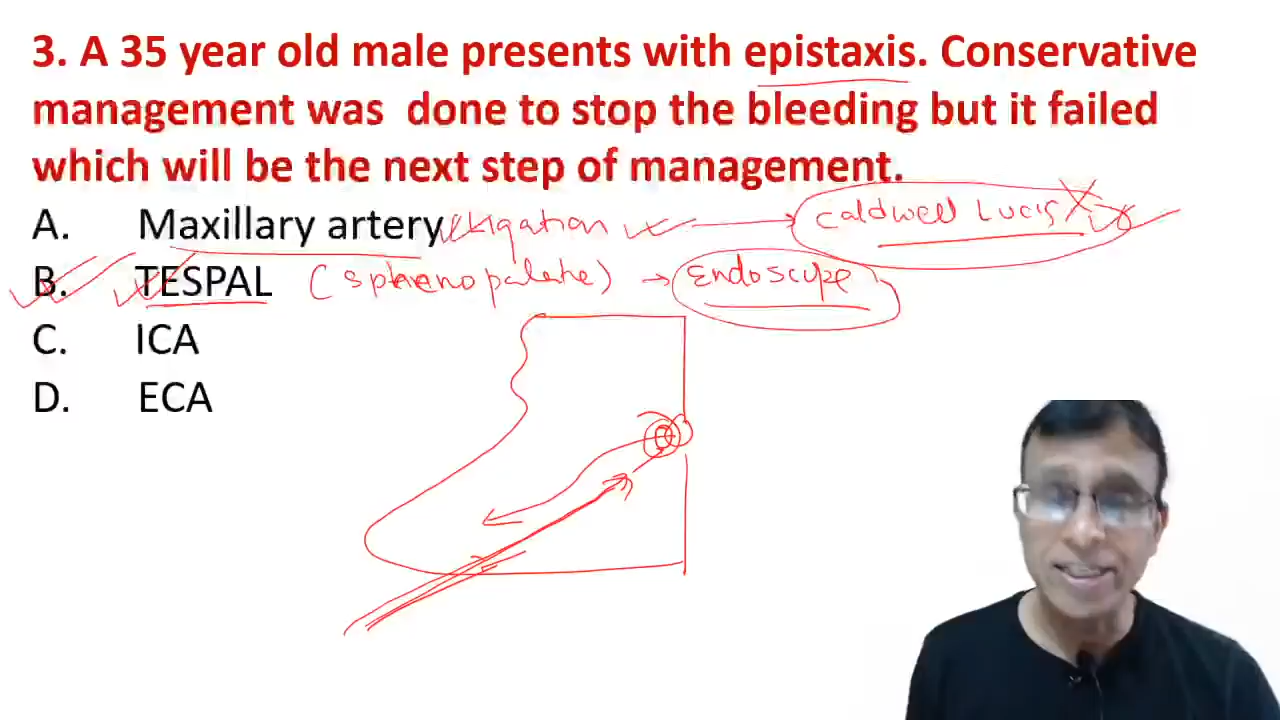 3. A 35 year old male presents with epistaxis. Conservative
management was done to stop the bleeding but it failed
which will be the next step of management.
A. Maxillary artery ligation Caldwell Lucis
B. TESPAL (sphenopalatine) → Endoscope
C. ICA
D. ECA